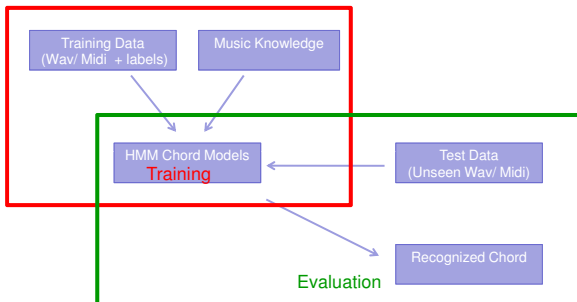 Training Data
(Wav/ Midi + labels)
Music Knowledge
HMM Chord Models
Training
Test Data
(Unseen Wav/ Midi)
Recognized Chord
Evaluation